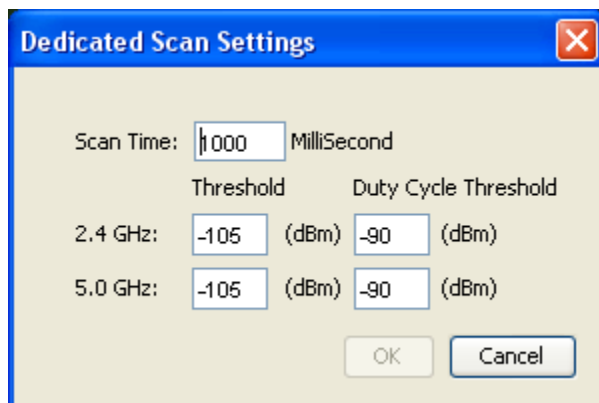 Dedicated Scan Settings
Scan Time: 1000 MilliSecond
Threshold Duty Cycle Threshold
2.4 GHz: -105 (dBm) -90 (dBm)
5.0 GHz: -105 (dBm) -90 (dBm)
OK Cancel